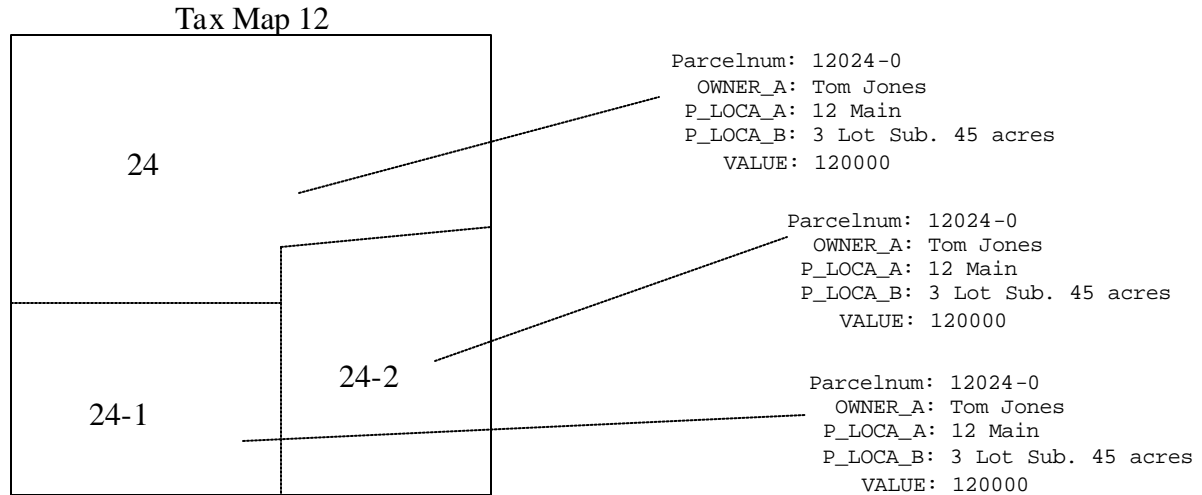 Tax Map 12
24
24-1
24-2
Parcelnum: 12024-0
OWNER_A: Tom Jones
P_LOCA_A: 12 Main
P_LOCA_B: 3 Lot Sub. 45 acres
VALUE: 120000
Parcelnum: 12024-0
OWNER_A: Tom Jones
P_LOCA_A: 12 Main
P_LOCA_B: 3 Lot Sub. 45 acres
VALUE: 120000
Parcelnum: 12024-0
OWNER_A: Tom Jones
P_LOCA_A: 12 Main
P_LOCA_B: 3 Lot Sub. 45 acres
VALUE: 120000